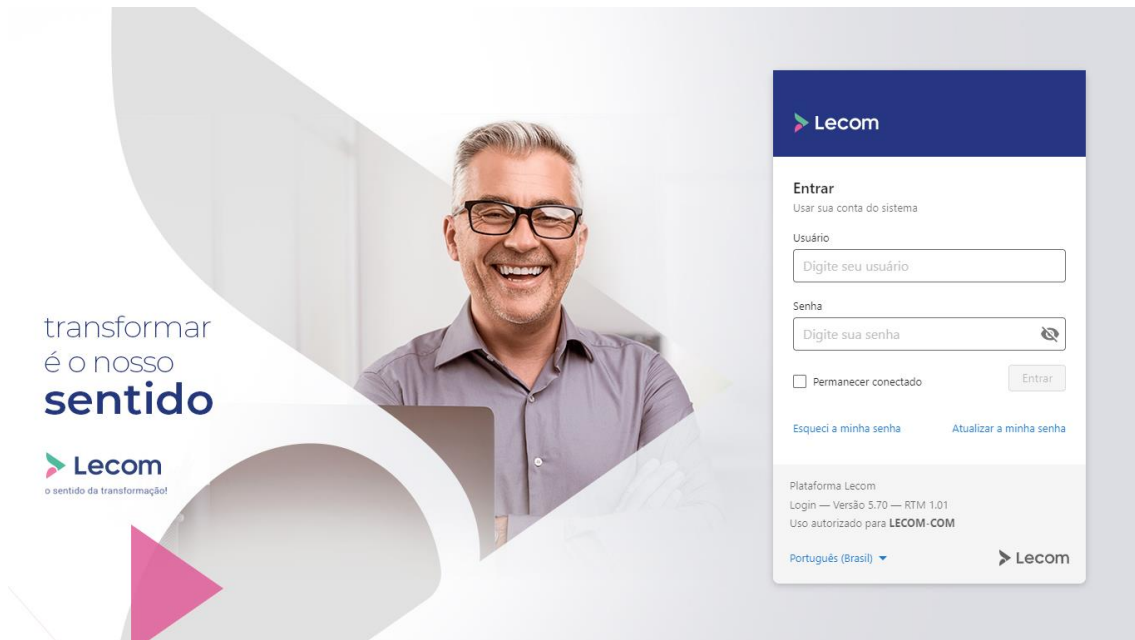 transformar
é o nosso
sentido
Lecom
o sentido da transformação!
Lecom
Entrar
Usar sua conta do sistema
Usuário
Digite seu usuário
Senha
Digite sua senha
Permanecer conectado
Entrar
Esqueci a minha senha
Atualizar a minha senha
Plataforma Lecom
Login — Versão 5.70 — RTM 1.01
Uso autorizado para LECOM-COM
Português (Brasil)
Lecom